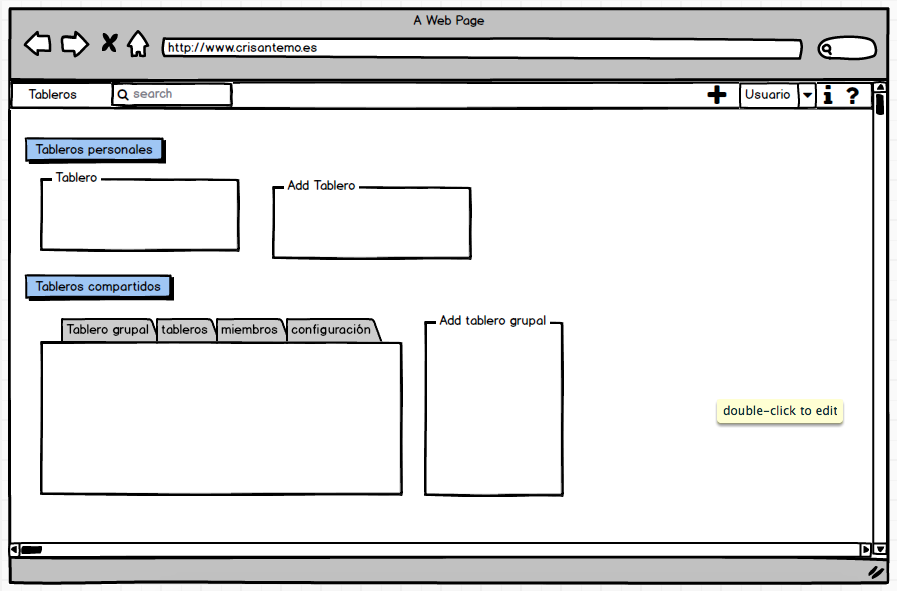 A Web Page
http://www.crisantemo.es
Tableros
search
Usuario
i ?
Tableros personales
Tablero
Add Tablero
Tableros compartidos
Tablero grupal tableros miembros configuración
Add tablero grupal
double-click to edit